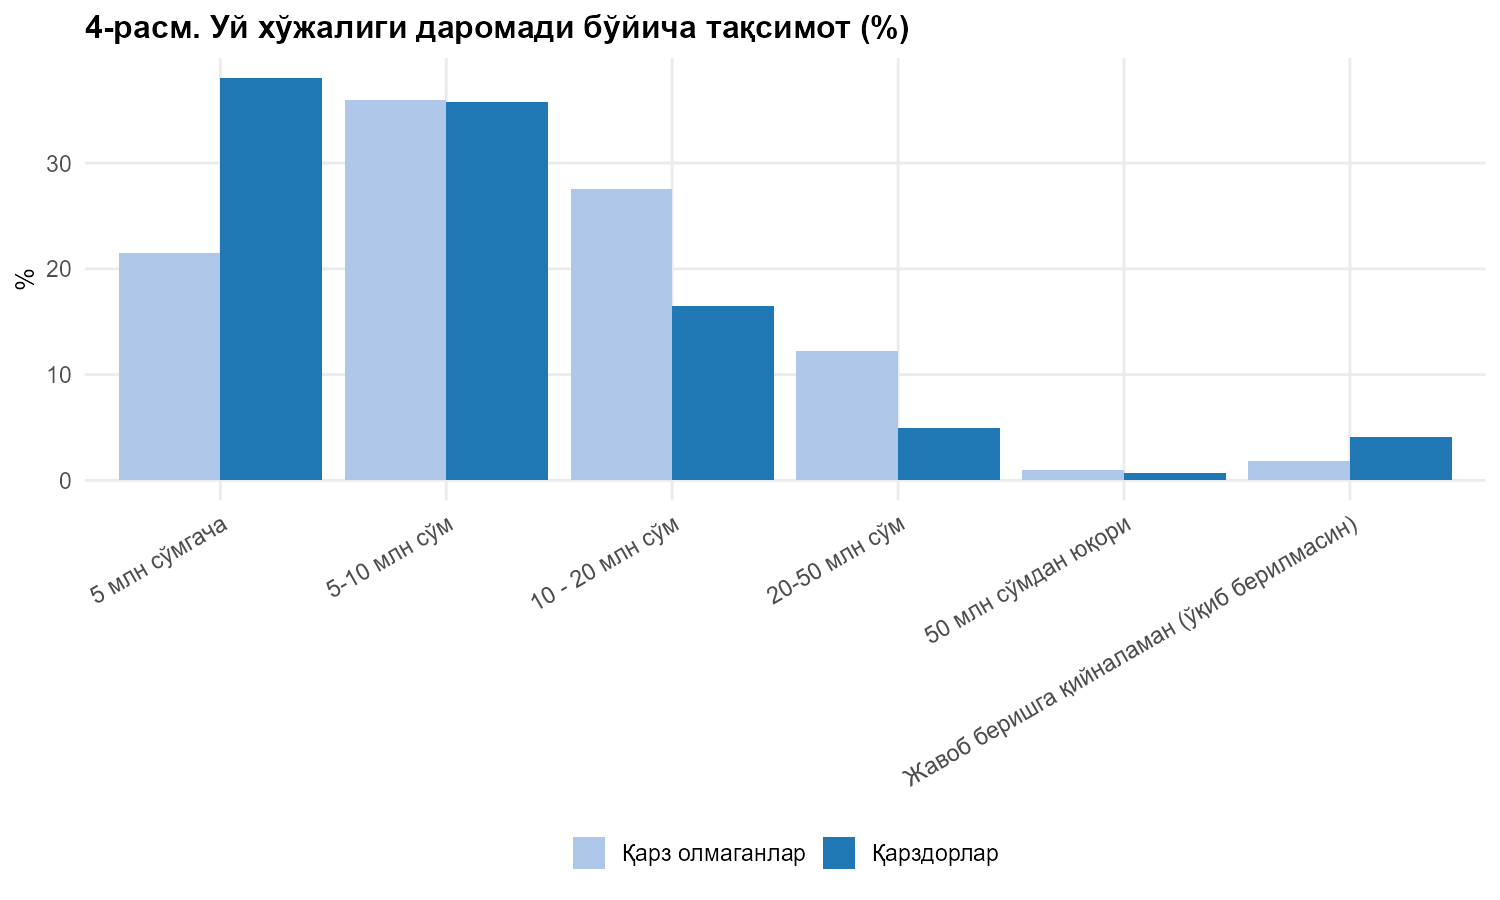 4-расм. Уй хўжалиги даромади бўйича тақсимот (%)
%
30
20
10
0
5 млн сўмгача
5-10 млн сўм
10 - 20 млн сўм
20-50 млн сўм
50 млн сўмдан юқори
Жавоб беришга қийналаман (ўқиб берилмасин)
Қарз олмаганлар
Қарздорлар